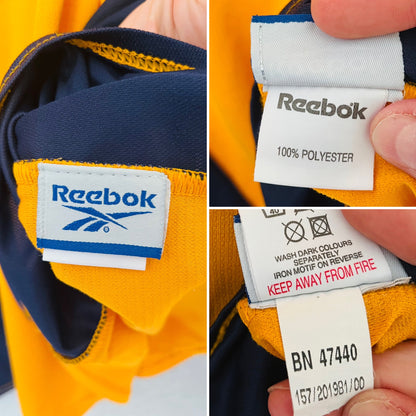 Reebok
Reebok
100% POLYESTER
40
WASH DARK COLOURS
SEPARATELY
IRON MOTIF ON REVERSE
KEEP AWAY FROM FIRE
BN 47440
157/201981/00